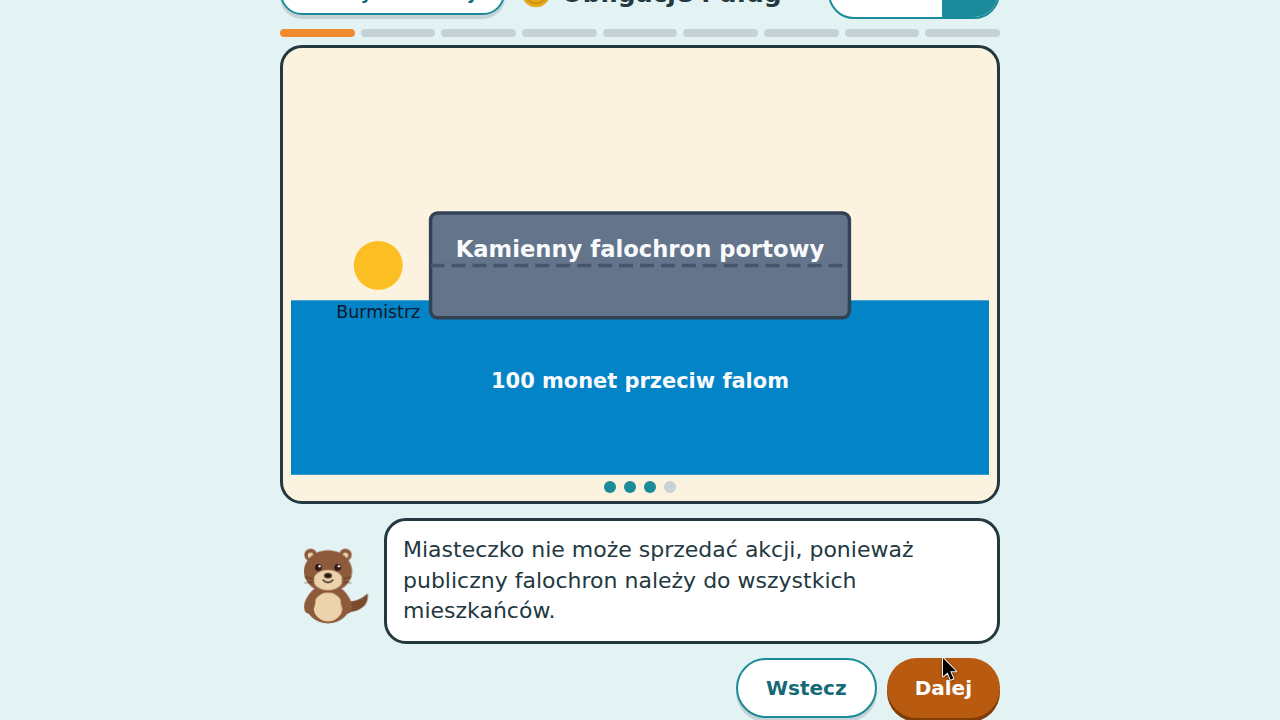 Kamienny falochron portowy
Burmistrz
100 monet przeciw falom
Miasteczko nie może sprzedać akcji, ponieważ
publiczny falochron należy do wszystkich
mieszkańców.
Wstecz
Dalej